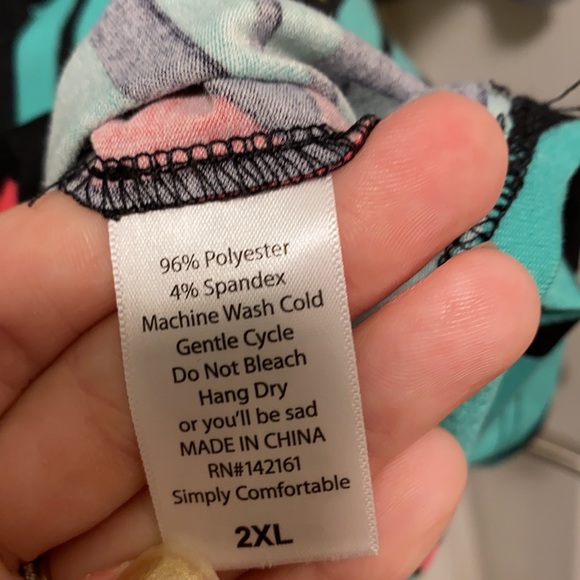 96% Polyester
4% Spandex
Machine Wash Cold
Gentle Cycle
Do Not Bleach
Hang Dry
or you'll be sad
MADE IN CHINA
RN#142161
Simply Comfortable
2XL